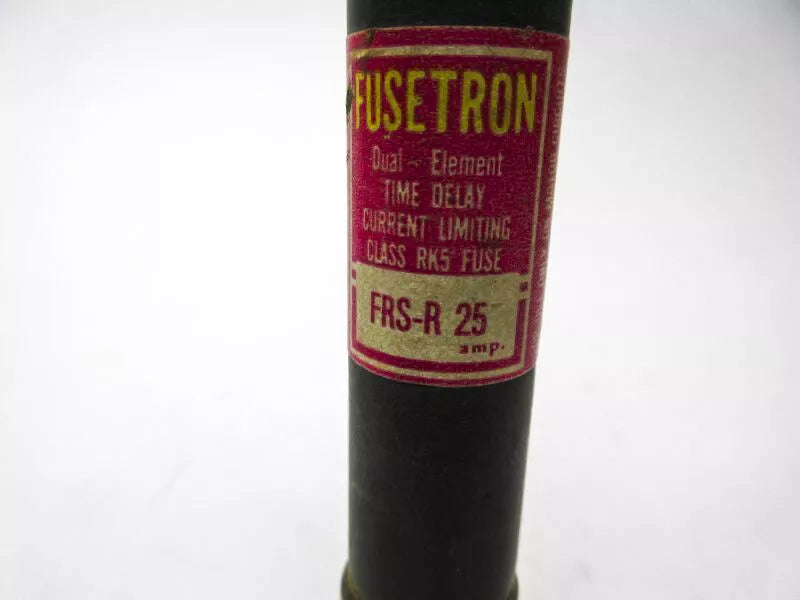 FUSETRON
Dual - Element
TIME DELAY
CURRENT LIMITING
CLASS RK5 FUSE
FRS-R 25
amp.